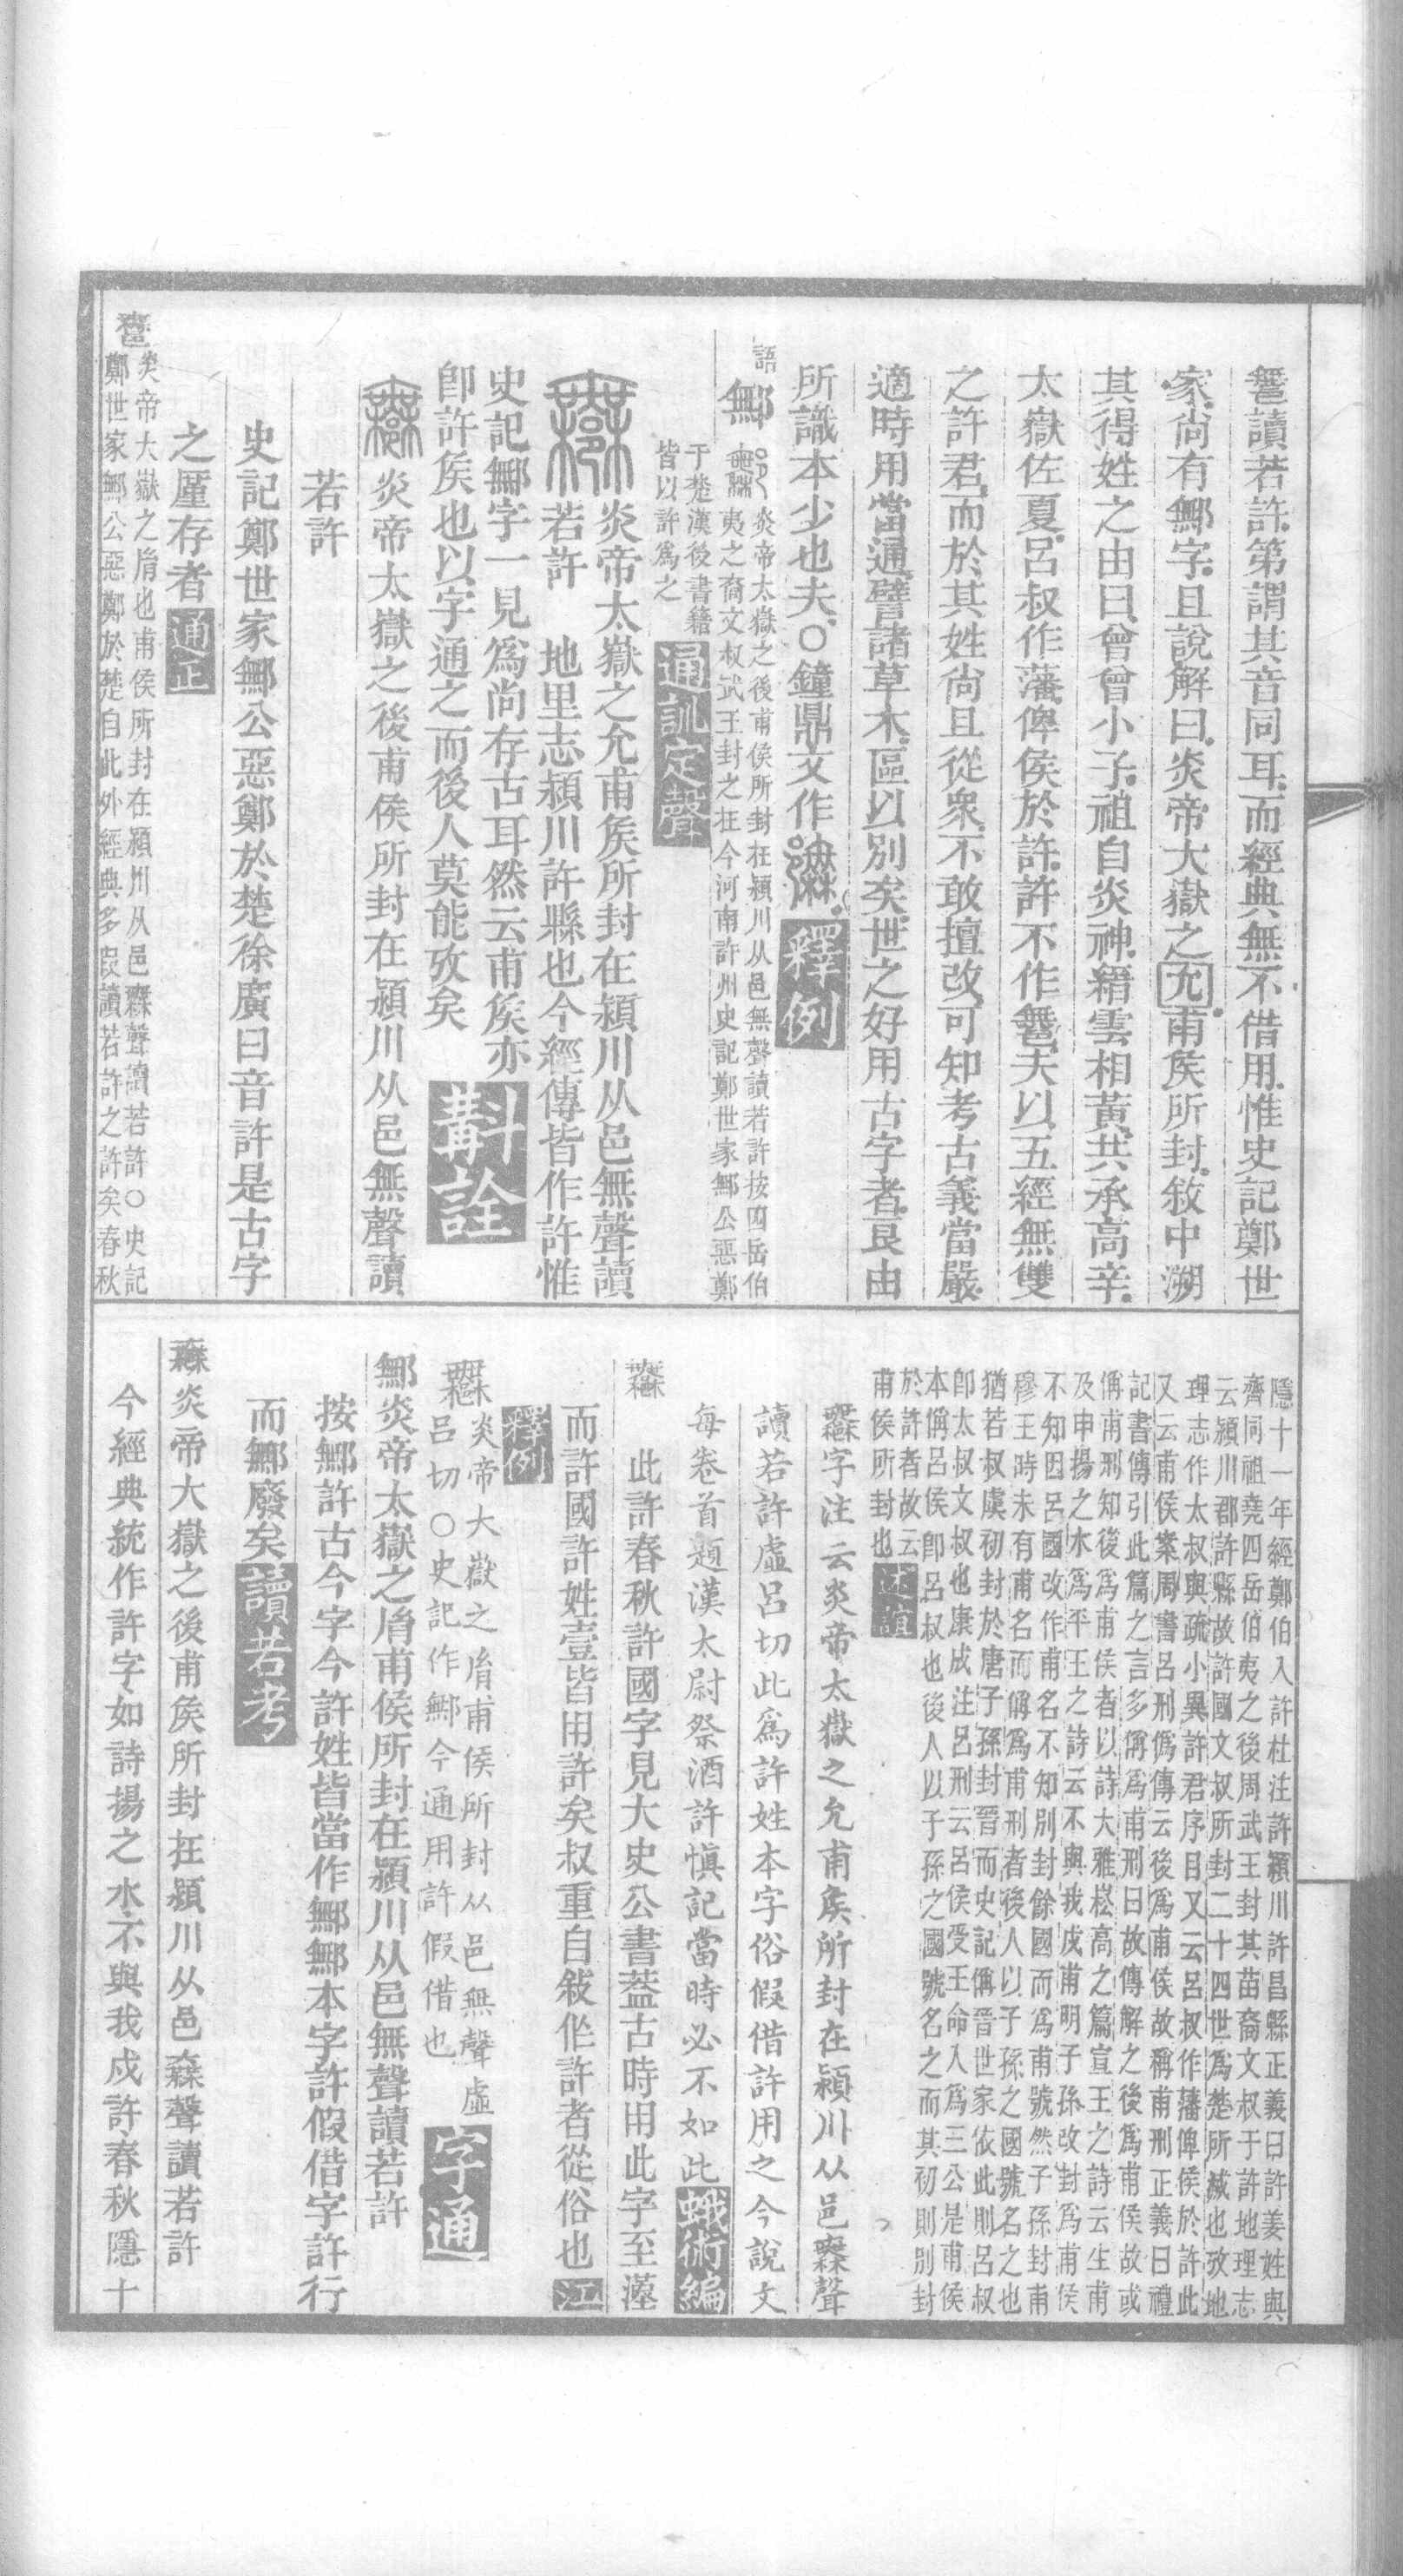 鄦讀若許.第謂其音同耳.而經典無不借用.惟史記鄭世
家.尚有鄦字.且說解曰.炎帝大嶽之允甫矦所封.敘中溯
其得姓之由曰.曾曾小子.祖自炎神.縉雲相黃.共承高辛.
太嶽佐夏.呂叔作藩.俾侯於許.許不作鄦.夫以五經無雙
之許君.而於其姓尚且從衆.不敢擅改.可知考古義當嚴.
適時用當通.譬諸草木.區以別矣.世之好用古字者.良由
所識本少也夫.○鐘鼎文作
釋例
語
鄦
炎帝太嶽之後甫侯所封在潁川从邑無聲讀若許按四岳伯
夷之裔文叔武王封之在今河南許州史記鄭世家鄦公惡鄭
于楚漢後書籍
皆以許爲之
通訓定聲
炎帝太嶽之允甫矦所封在潁川从邑無聲讀
若許　地里志潁川許縣也今經傳皆作許惟
史記鄦字一見爲尚存古耳然云甫矦亦
卽許矦也以字通之而後人莫能攷矣
斠詮
炎帝太嶽之後甫侯所封在潁川从邑無聲讀
若許
史記鄭世家鄦公惡鄭於楚徐廣曰音許是古字
之厪存者
通正
炎帝大嶽之胤也甫侯所封在潁川从邑無聲讀若許○史記
鄭世家鄦公惡鄭於楚自此外經典多叚讀若許之許矣春秋
隱十一年經鄭伯入許杜注許潁川許昌縣正義曰許姜姓與
齊同祖堯四岳伯夷之後周武王封其苗裔文叔于許地理志
云潁川郡許縣故許國文叔所封二十四世爲楚所滅也攷地
理志作太叔與疏小異許君序目又云呂叔作藩俾侯於許此
又云甫侯案周書呂刑僞傳云後爲甫侯故稱甫刑正義曰禮
記書傳引此篇之言多偁爲甫刑曰故傳解之後爲甫侯故或
偁甫刑知後爲甫侯者以詩大雅崧高之篇宣王之詩云生甫
及申揚之水爲平王之詩云不與我戍甫明子孫改封爲甫侯
不知因呂國改作甫名不知別封餘國而爲甫號然子孫封甫
穆王時未有甫名而偁爲甫刑者後人以子孫之國號名之也
猶若叔虞初封於唐子孫封晉而史記偁晉世家依此則呂叔
卽太叔文叔也康成注呂刑云呂侯受王命入爲三公是甫侯
本偁呂侯卽呂叔也後人以子孫之國號名之而其初則別封
於許者故云
甫侯所封也
述誼
鄦字注云炎帝太嶽之允甫矦所封在潁川从邑無聲
讀若許虛呂切此爲許姓本字俗假借許用之今說文
每卷首題漢太尉祭酒許愼記當時必不如此
蛾術編
此許春秋許國字見大史公書葢古時用此字至漢
而許國許姓壹皆用許矣叔重自敍作許者從俗也
江
釋例
炎帝大嶽之胤甫侯所封从邑無聲虛
呂切○史記作鄦今通用許假借也
字通
鄦炎帝太嶽之胤甫侯所封在潁川从邑無聲讀若許
按鄦許古今字今許姓皆當作鄦鄦本字許假借字許行
而鄦廢矣
讀若考
鄦炎帝大嶽之後甫矦所封在潁川从邑無聲讀若許
今經典統作許字如詩揚之水不與我戍許春秋隱十